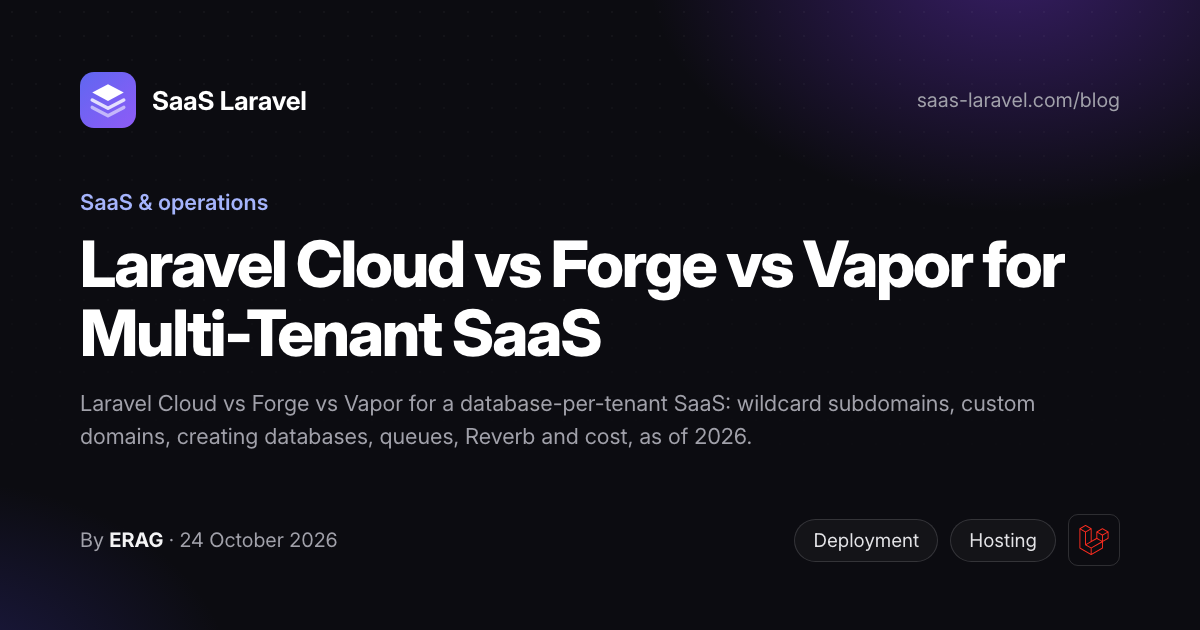 SaaS Laravel
saas-laravel.com/blog
SaaS & operations
Laravel Cloud vs Forge vs Vapor for
Multi-Tenant SaaS
Laravel Cloud vs Forge vs Vapor for a database-per-tenant SaaS: wildcard subdomains, custom
domains, creating databases, queues, Reverb and cost, as of 2026.
By ERAG · 24 October 2026
Deployment
Hosting